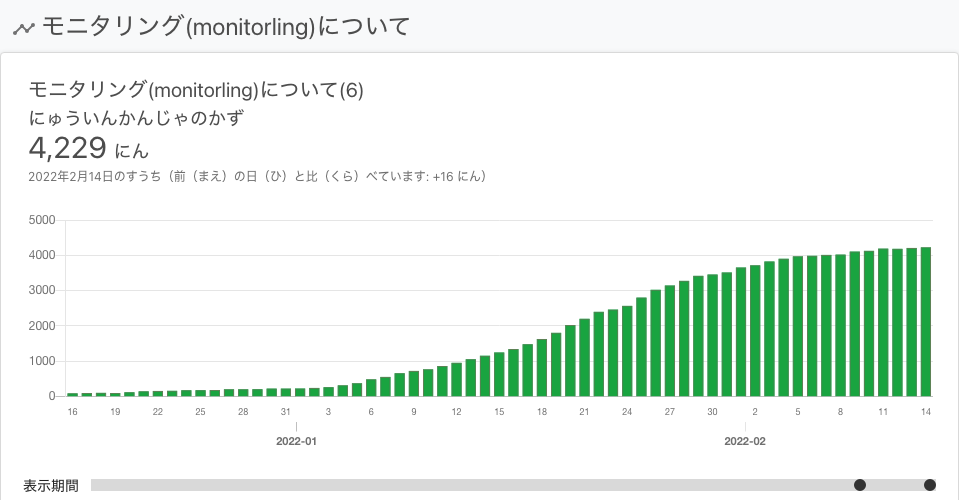 モニタリング(monitorling)について
モニタリング(monitorling)について(6)
にゅういんかんじゃのかず
4,229 にん
2022年2月14日のすうち（前（まえ）の日（ひ）と比（くら）べています: +16 にん）
5000
4000
3000
2000
1000
0
16 19 22 25 28 31 3 6 9 12 15 18 21 24 27 30 2 5 8 11 14
2022-01 2022-02
表示期間